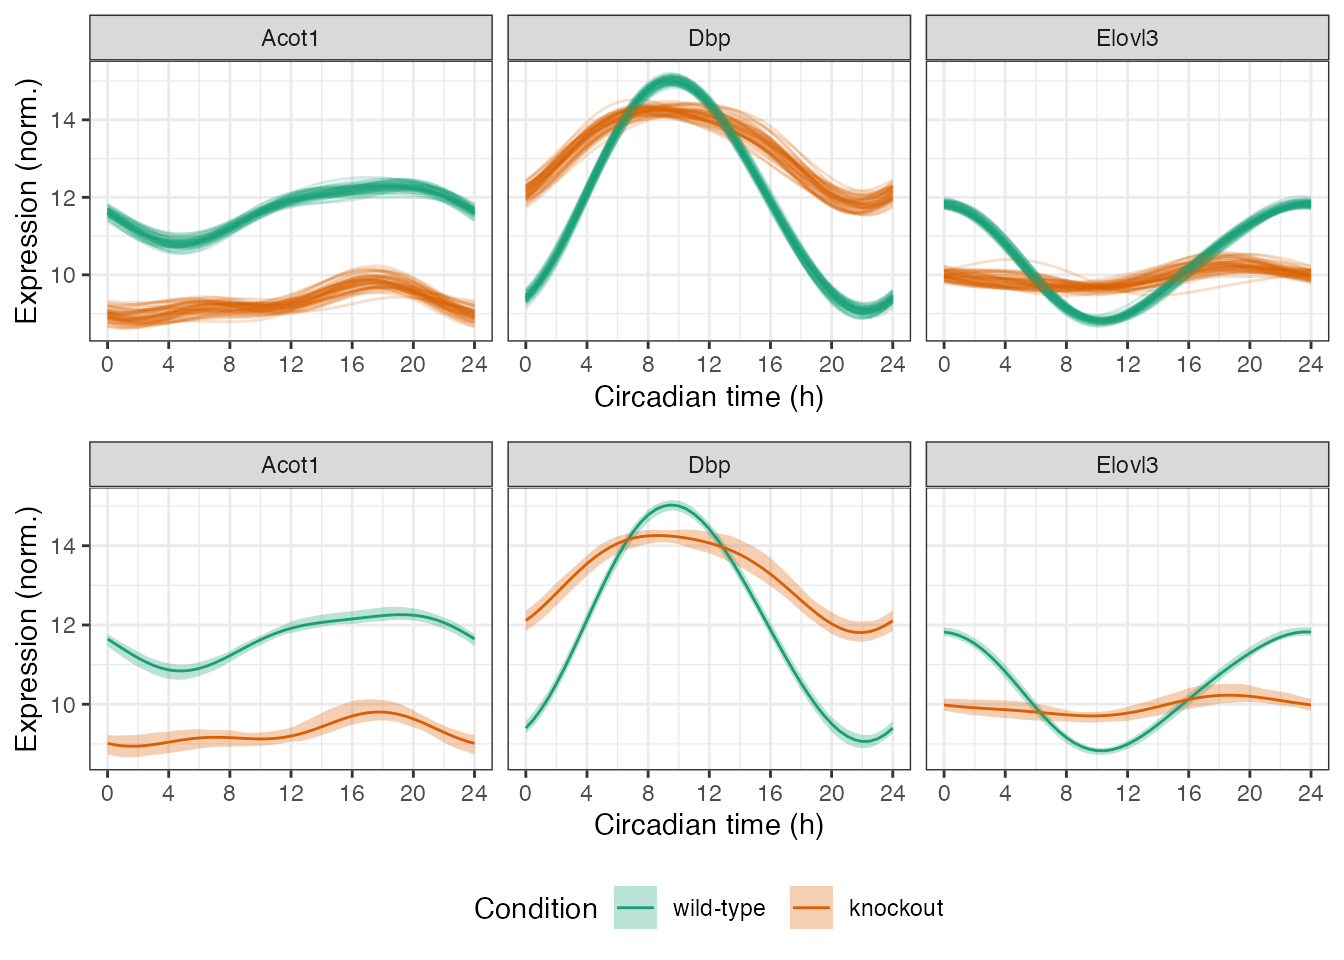 Acot1 Dbp Elovl3
Expression (norm.)
14
12
10
0 4 8 12 16 20 24 0 4 8 12 16 20 24 0 4 8 12 16 20 24
Circadian time (h)
Acot1 Dbp Elovl3
Expression (norm.)
14
12
10
0 4 8 12 16 20 24 0 4 8 12 16 20 24 0 4 8 12 16 20 24
Circadian time (h)
Condition wild-type knockout